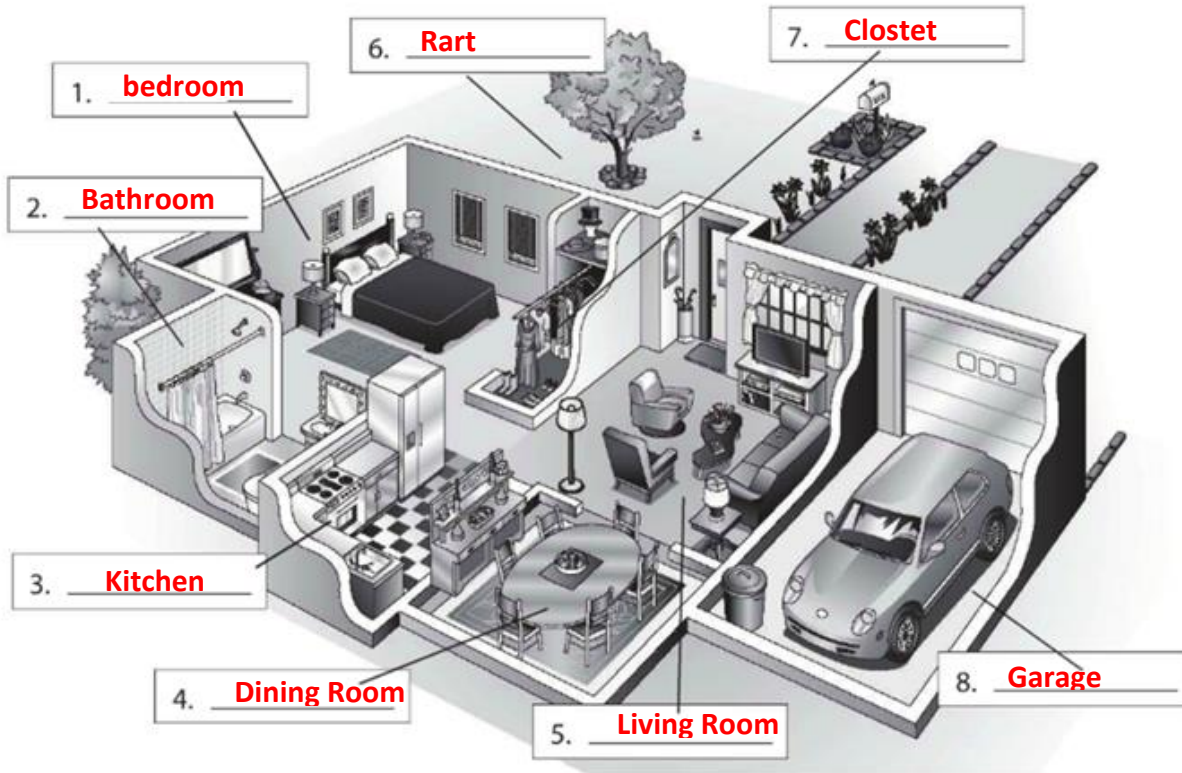 1. bedroom
2. Bathroom
3. Kitchen
4. Dining Room
5. Living Room
6. Rart
7. Clostet
8. Garage